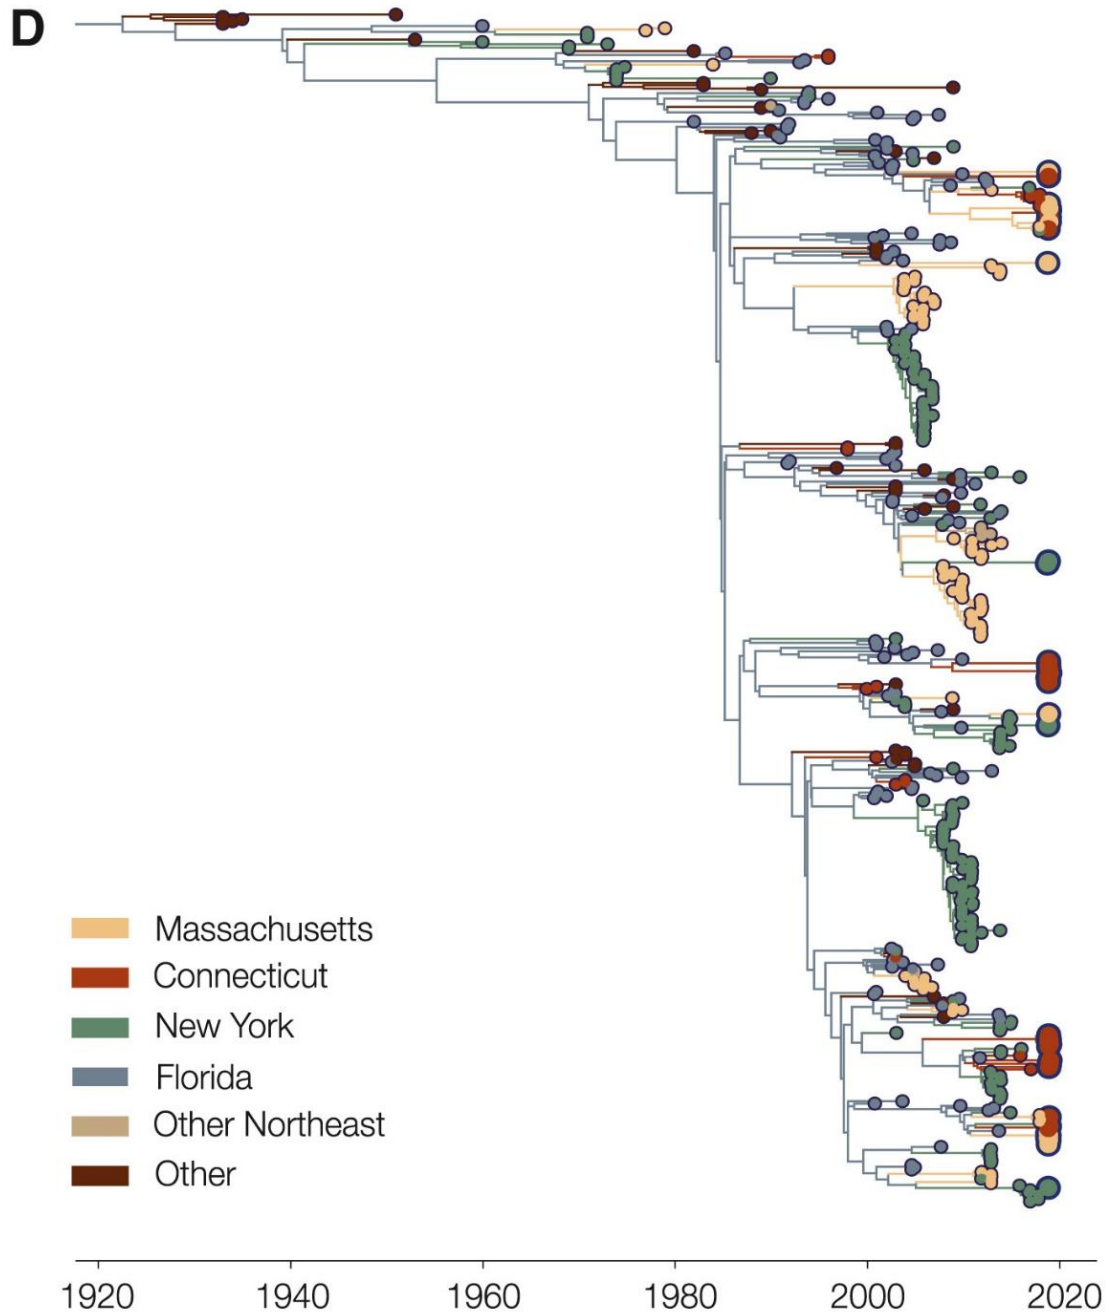 D
Massachusetts
Connecticut
New York
Florida
Other Northeast
Other
1920 1940 1960 1980 2000 2020